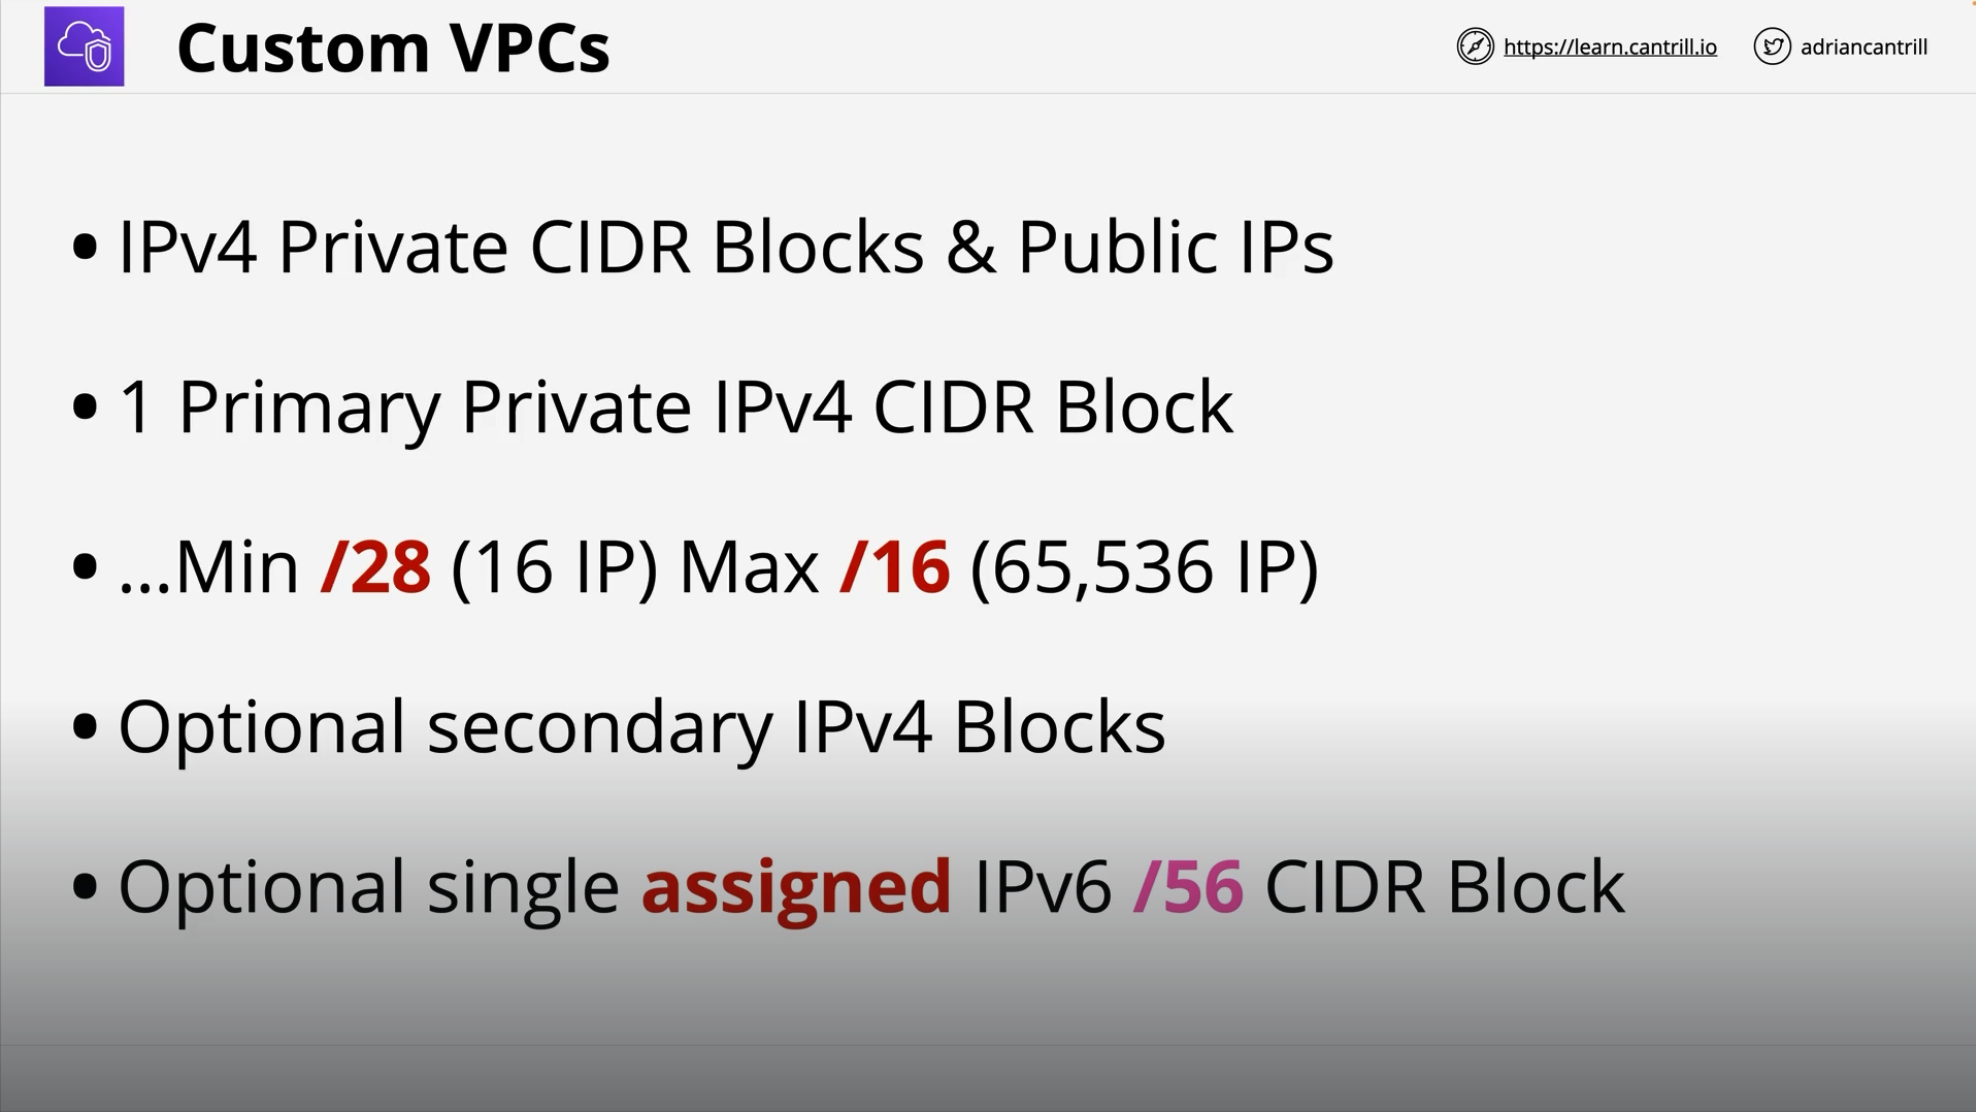 Custom VPCs
https://learn.cantrill.io
adriancantrill
• IPv4 Private CIDR Blocks & Public IPs
• 1 Primary Private IPv4 CIDR Block
• ...Min /28 (16 IP) Max /16 (65,536 IP)
• Optional secondary IPv4 Blocks
• Optional single assigned IPv6 /56 CIDR Block